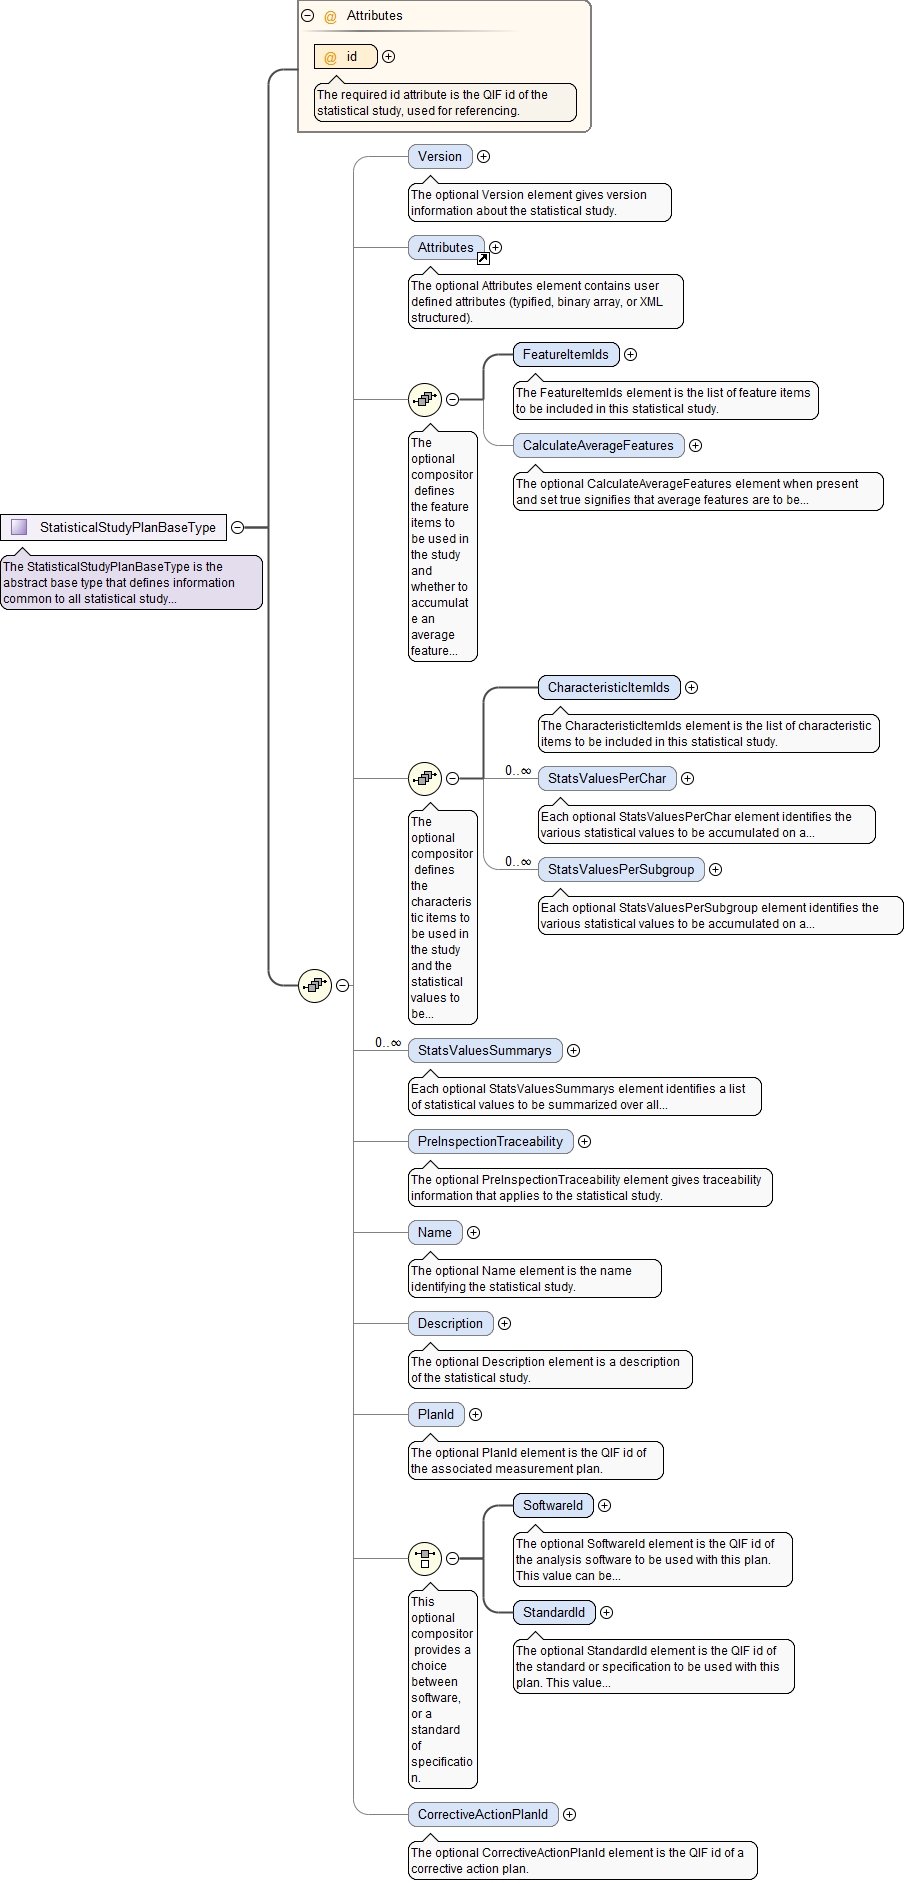 @ Attributes
@ id
The required id attribute is the QIF id of the
statistical study, used for referencing.
Version
The optional Version element gives version
information about the statistical study.
Attributes
The optional Attributes element contains user
defined attributes (typified, binary array, or XML
structured).
FeatureItemIds
The FeatureItemIds element is the list of feature items
to be included in this statistical study.
CalculateAverageFeatures
The optional CalculateAverageFeatures element when present
and set true signifies that average features are to be...
The
optional
compositor
defines
the feature
items to
be used in
the study
and
whether to
accumulat
e an
average
feature...
StatisticalStudyPlanBaseType
The StatisticalStudyPlanBaseType is the
abstract base type that defines information
common to all statistical study...
CharacteristicItemIds
The CharacteristicItemIds element is the list of characteristic
items to be included in this statistical study.
0..∞
StatsValuesPerChar
Each optional StatsValuesPerChar element identifies the
various statistical values to be accumulated on a...
0..∞
StatsValuesPerSubgroup
Each optional StatsValuesPerSubgroup element identifies the
various statistical values to be accumulated on a...
The
optional
compositor
defines
the
characteris
tic items to
be used in
the study
and the
statistical
values to
be...
0..∞
StatsValuesSummarys
Each optional StatsValuesSummarys element identifies a list
of statistical values to be summarized over all...
PreInspectionTraceability
The optional PreInspectionTraceability element gives traceability
information that applies to the statistical study.
Name
The optional Name element is the name
identifying the statistical study.
Description
The optional Description element is a description
of the statistical study.
PlanId
The optional PlanId element is the QIF id of
the associated measurement plan.
SoftwareId
The optional SoftwareId element is the QIF id of
the analysis software to be used with this plan.
This value can be...
StandardId
The optional StandardId element is the QIF id of
the standard or specification to be used with this
plan. This value...
This
optional
compositor
provides a
choice
between
software,
or a
standard
of
specificatio
n.
CorrectiveActionPlanId
The optional CorrectiveActionPlanId element is the QIF id of a
corrective action plan.